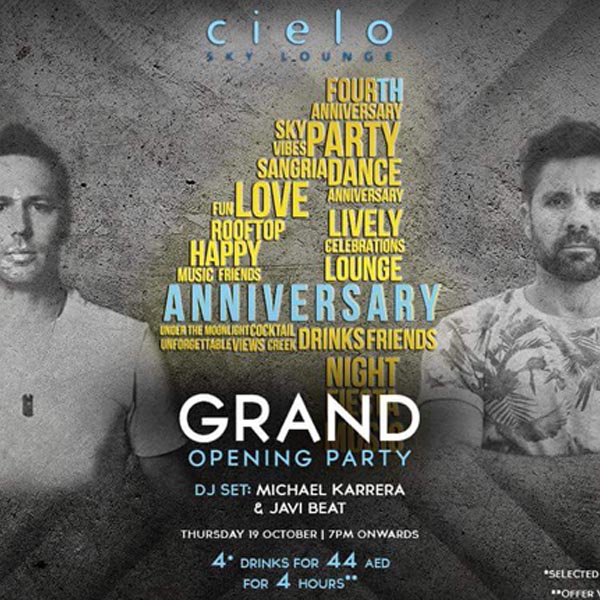 cielo
SKY LOUNGE
FOURTH
ANNIVERSARY
SKY
VIBES
PARTY
SANGRIA
DANCE
ANNIVERSARY
FUN
LOVE
LIVELY
ROOFTOP
CELEBRATIONS
HAPPY
LOUNGE
MUSIC FRIENDS
ANNIVERSARY
UNDER THE MOONLIGHT COCKTAIL
UNFORGETTABLE VIEWS CREEK
DRINKS FRIENDS
NIGHT
FIESTA
MUSIC
GRAND
OPENING PARTY
DJ SET: MICHAEL KARRERA
& JAVI BEAT
THURSDAY 19 OCTOBER | 7PM ONWARDS
4* DRINKS FOR 44 AED
FOR 4 HOURS**
*SELECTED
**OFFER